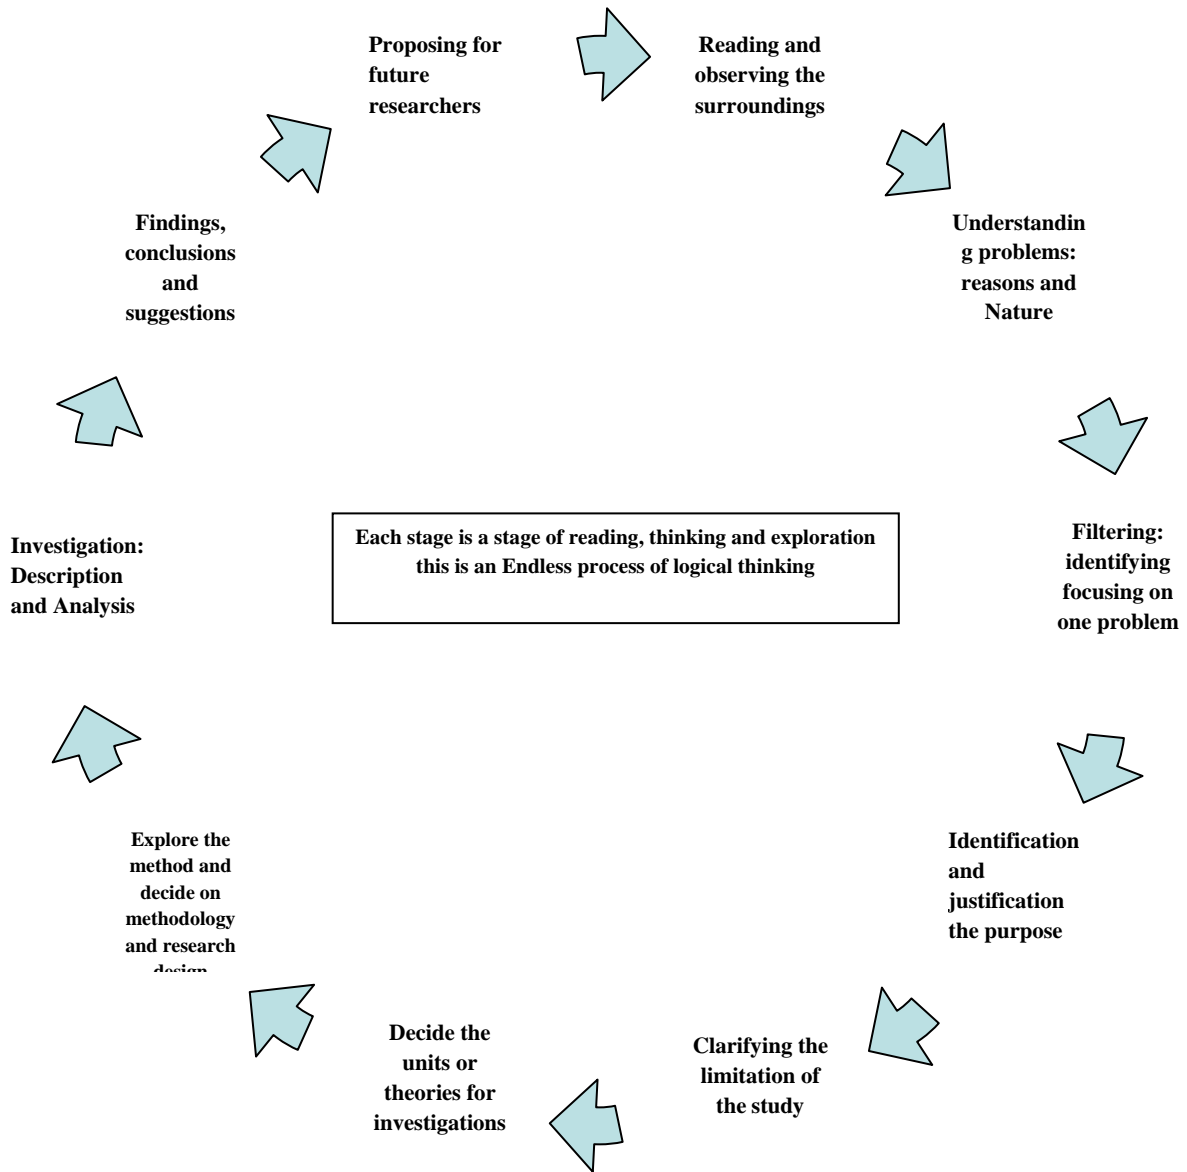 Proposing for
future
researchers
Reading and
observing the
surroundings
Understandin
g problems:
reasons and
Nature
Filtering:
identifying
focusing on
one problem
Identification
and
justification
the purpose
Clarifying the
limitation of
the study
Decide the
units or
theories for
investigations
Explore the
method and
decide on
methodology
and research
design
Investigation:
Description
and Analysis
Findings,
conclusions
and
suggestions
Each stage is a stage of reading, thinking and exploration
this is an Endless process of logical thinking